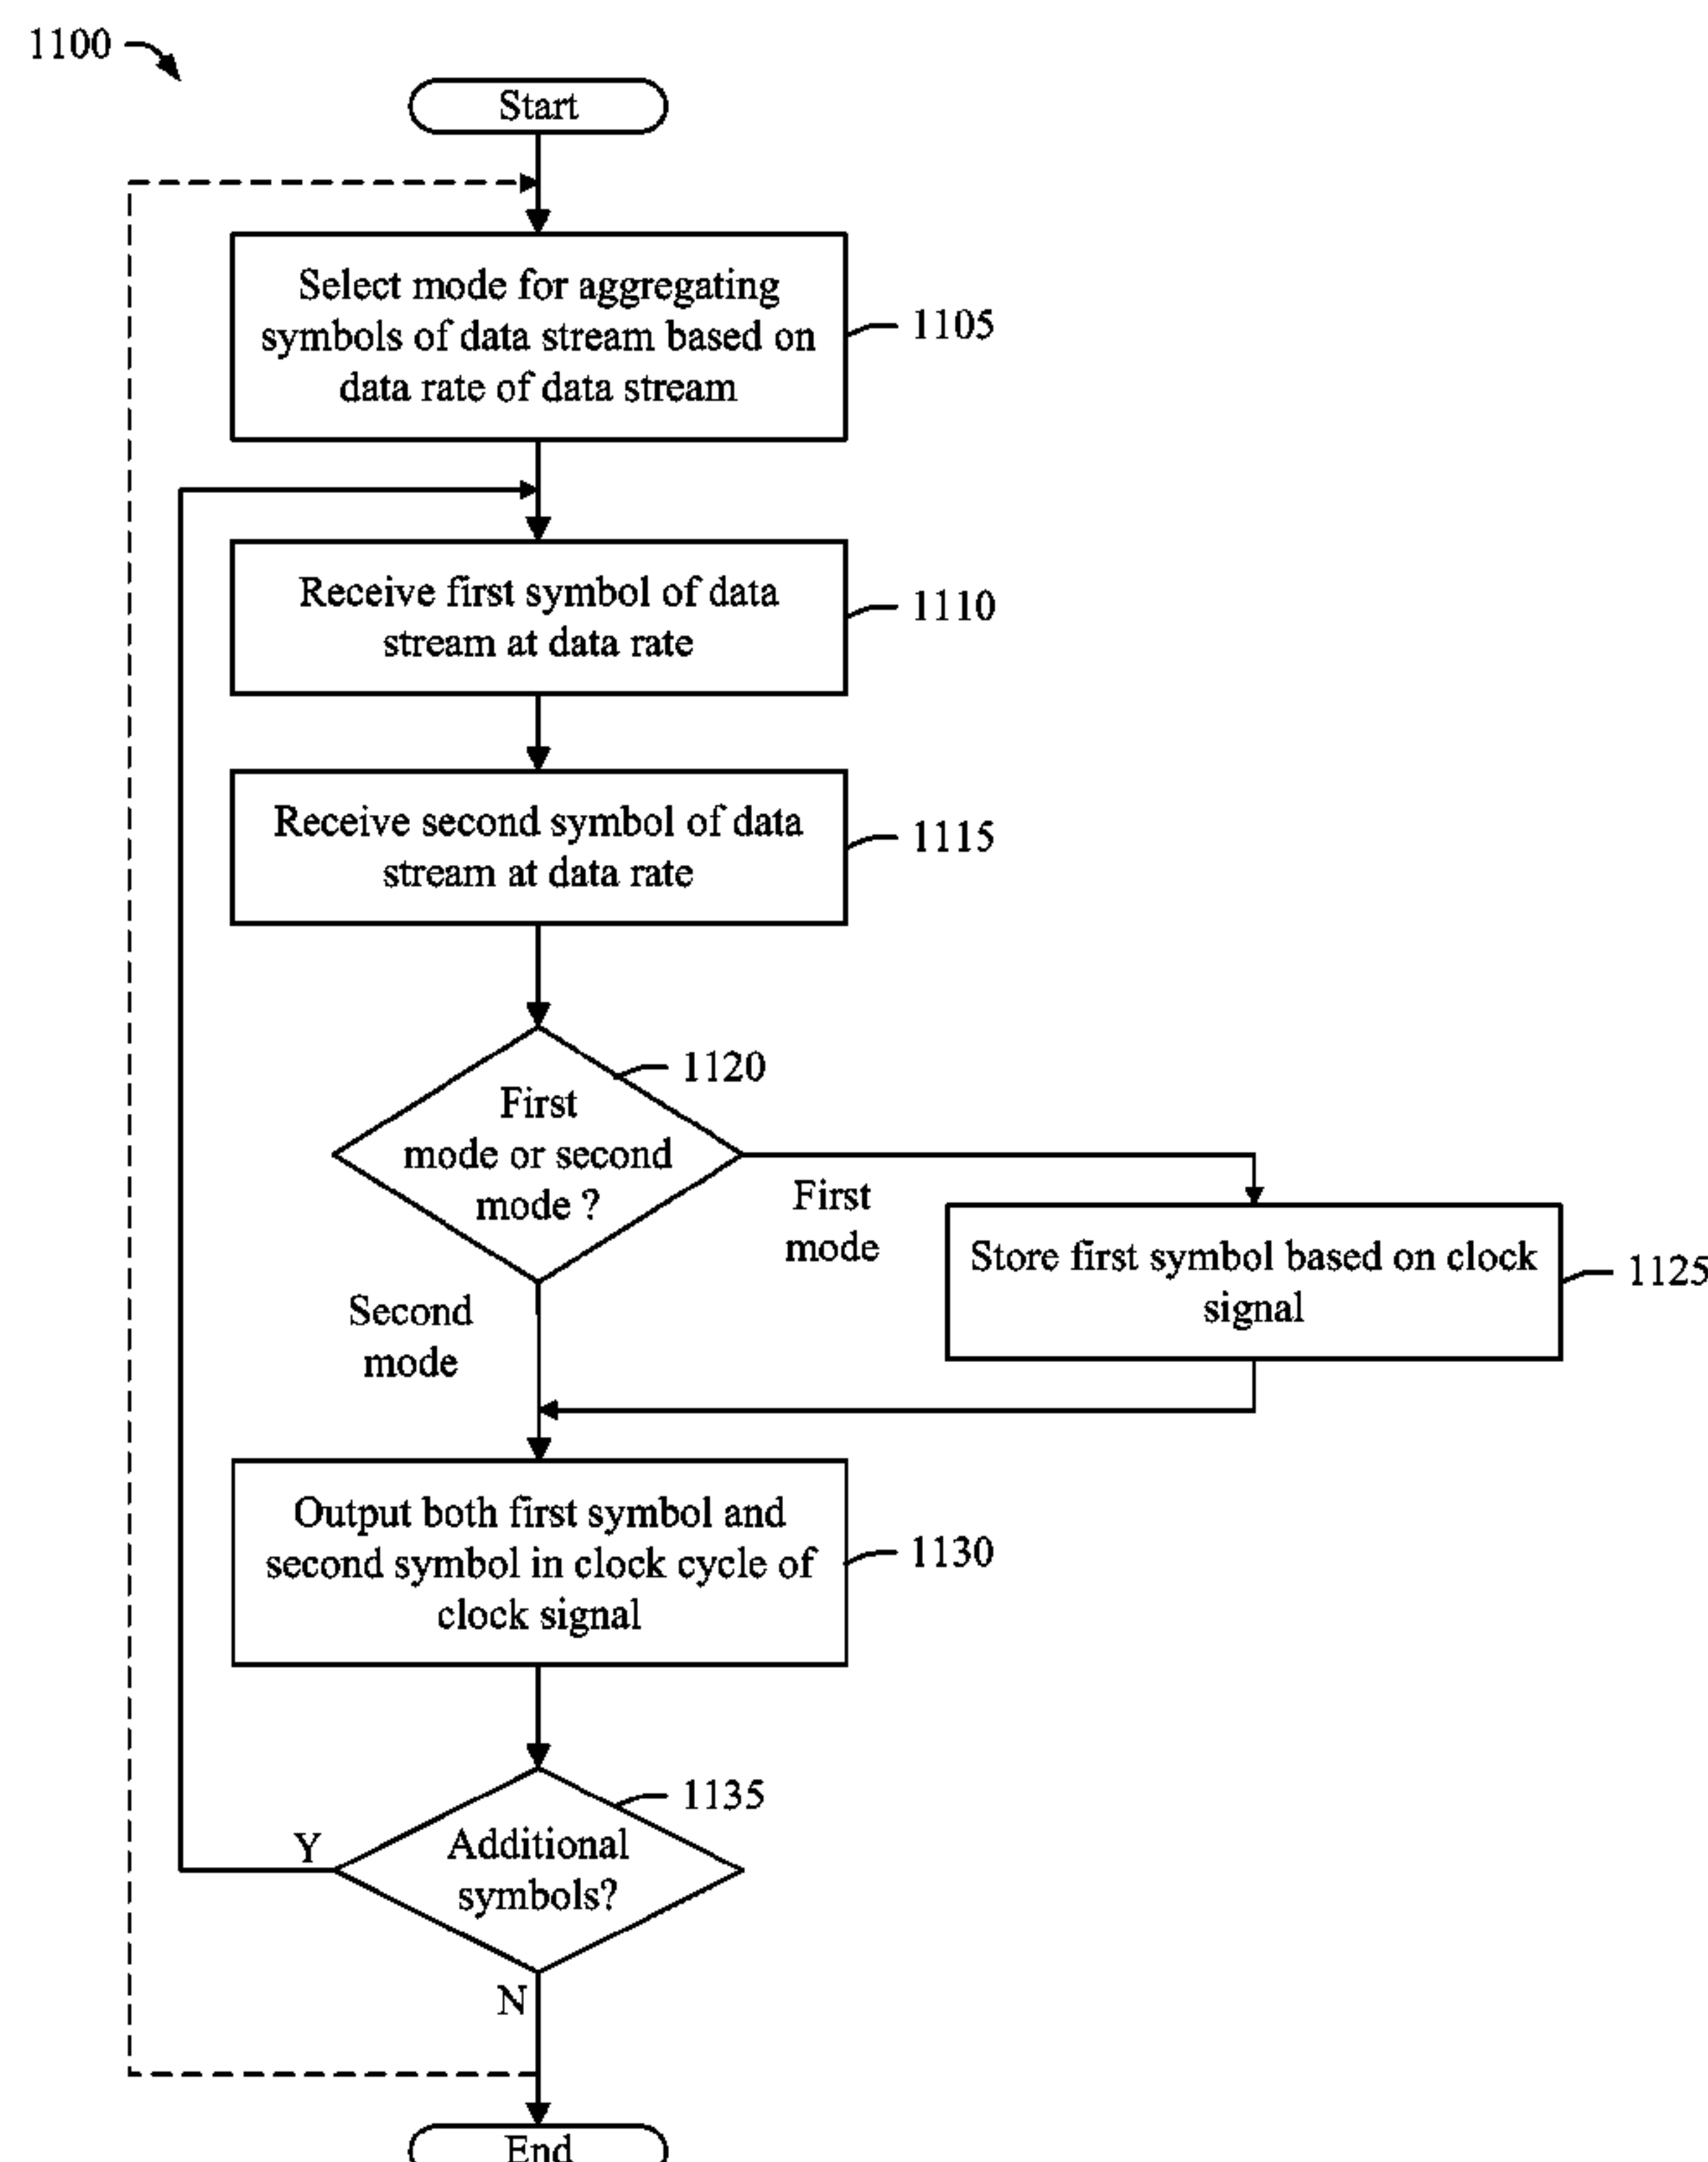 1100
Start
Select mode for aggregating
symbols of data stream based on
data rate of data stream
1105
Receive first symbol of data
stream at data rate
1110
Receive second symbol of data
stream at data rate
1115
1120
First
mode or second
mode ?
First
mode
Second
mode
Store first symbol based on clock
signal
1125
Output both first symbol and
second symbol in clock cycle of
clock signal
1130
1135
Additional
symbols?
Y
N
End